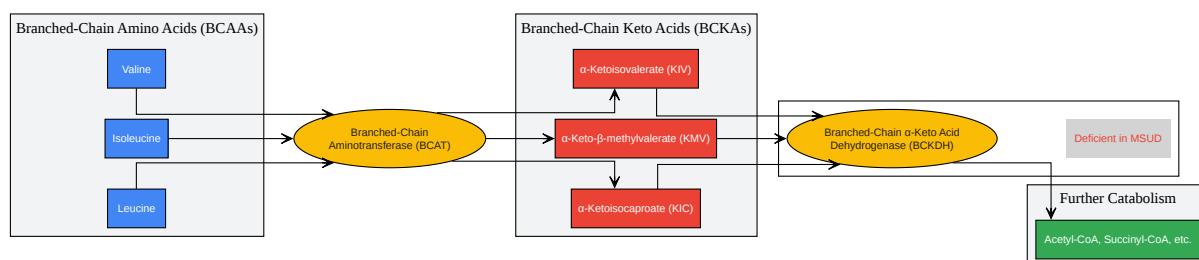 Branched-Chain Amino Acids (BCAAs)
Valine
Isoleucine
Leucine
Branched-Chain
Aminotransferase (BCAT)
Branched-Chain Keto Acids (BCKAs)
α-Ketoisovalerate (KIV)
α-Keto-β-methylvalerate (KMV)
α-Ketoisocaproate (KIC)
Branched-Chain α-Keto Acid
Dehydrogenase (BCKDH)
Deficient in MSUD
Further Catabolism
Acetyl-CoA, Succinyl-CoA, etc.